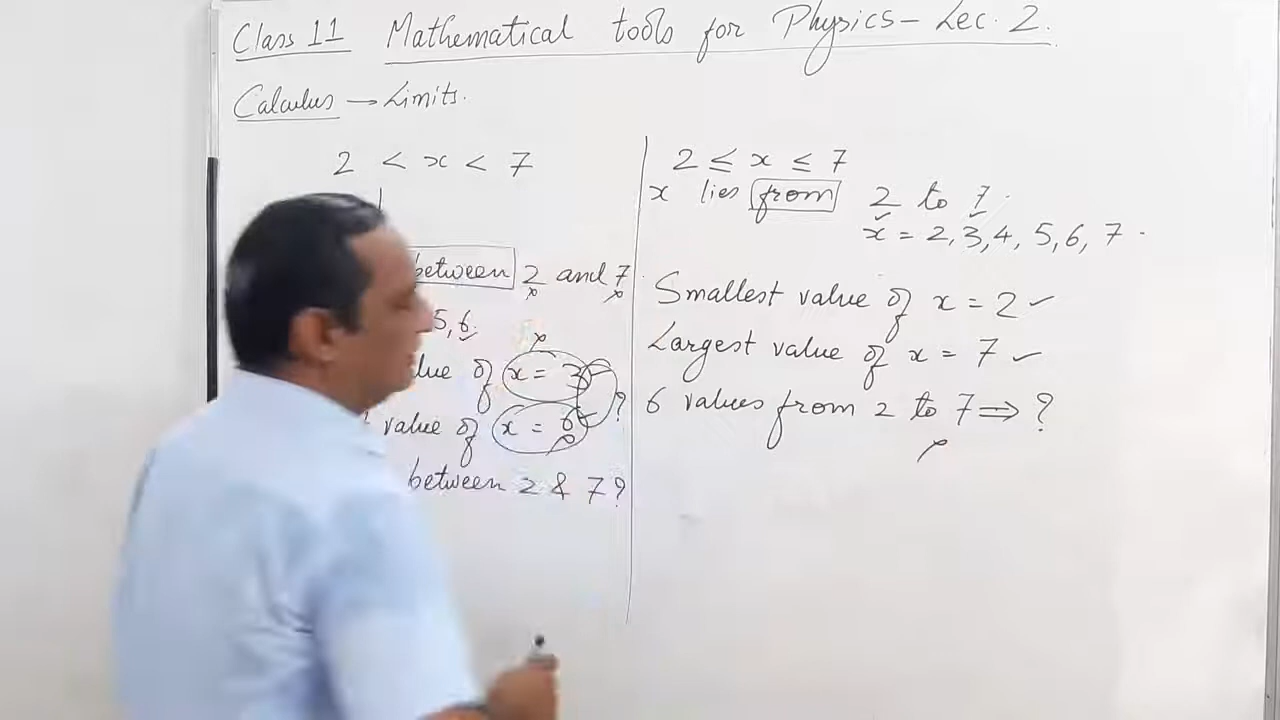 Class 11 Mathematical tools for Physics - Lec. 2.
Calculus → Limits.
2 < x < 7
between 2 and 7.
5, 6.
value of x = 3
value of x = 6
between 2 & 7?
2 ≤ x ≤ 7
x lies from 2 to 7.
x = 2, 3, 4, 5, 6, 7.
Smallest value of x = 2 ✓
Largest value of x = 7 ✓
6 values from 2 to 7 ⇒ ?